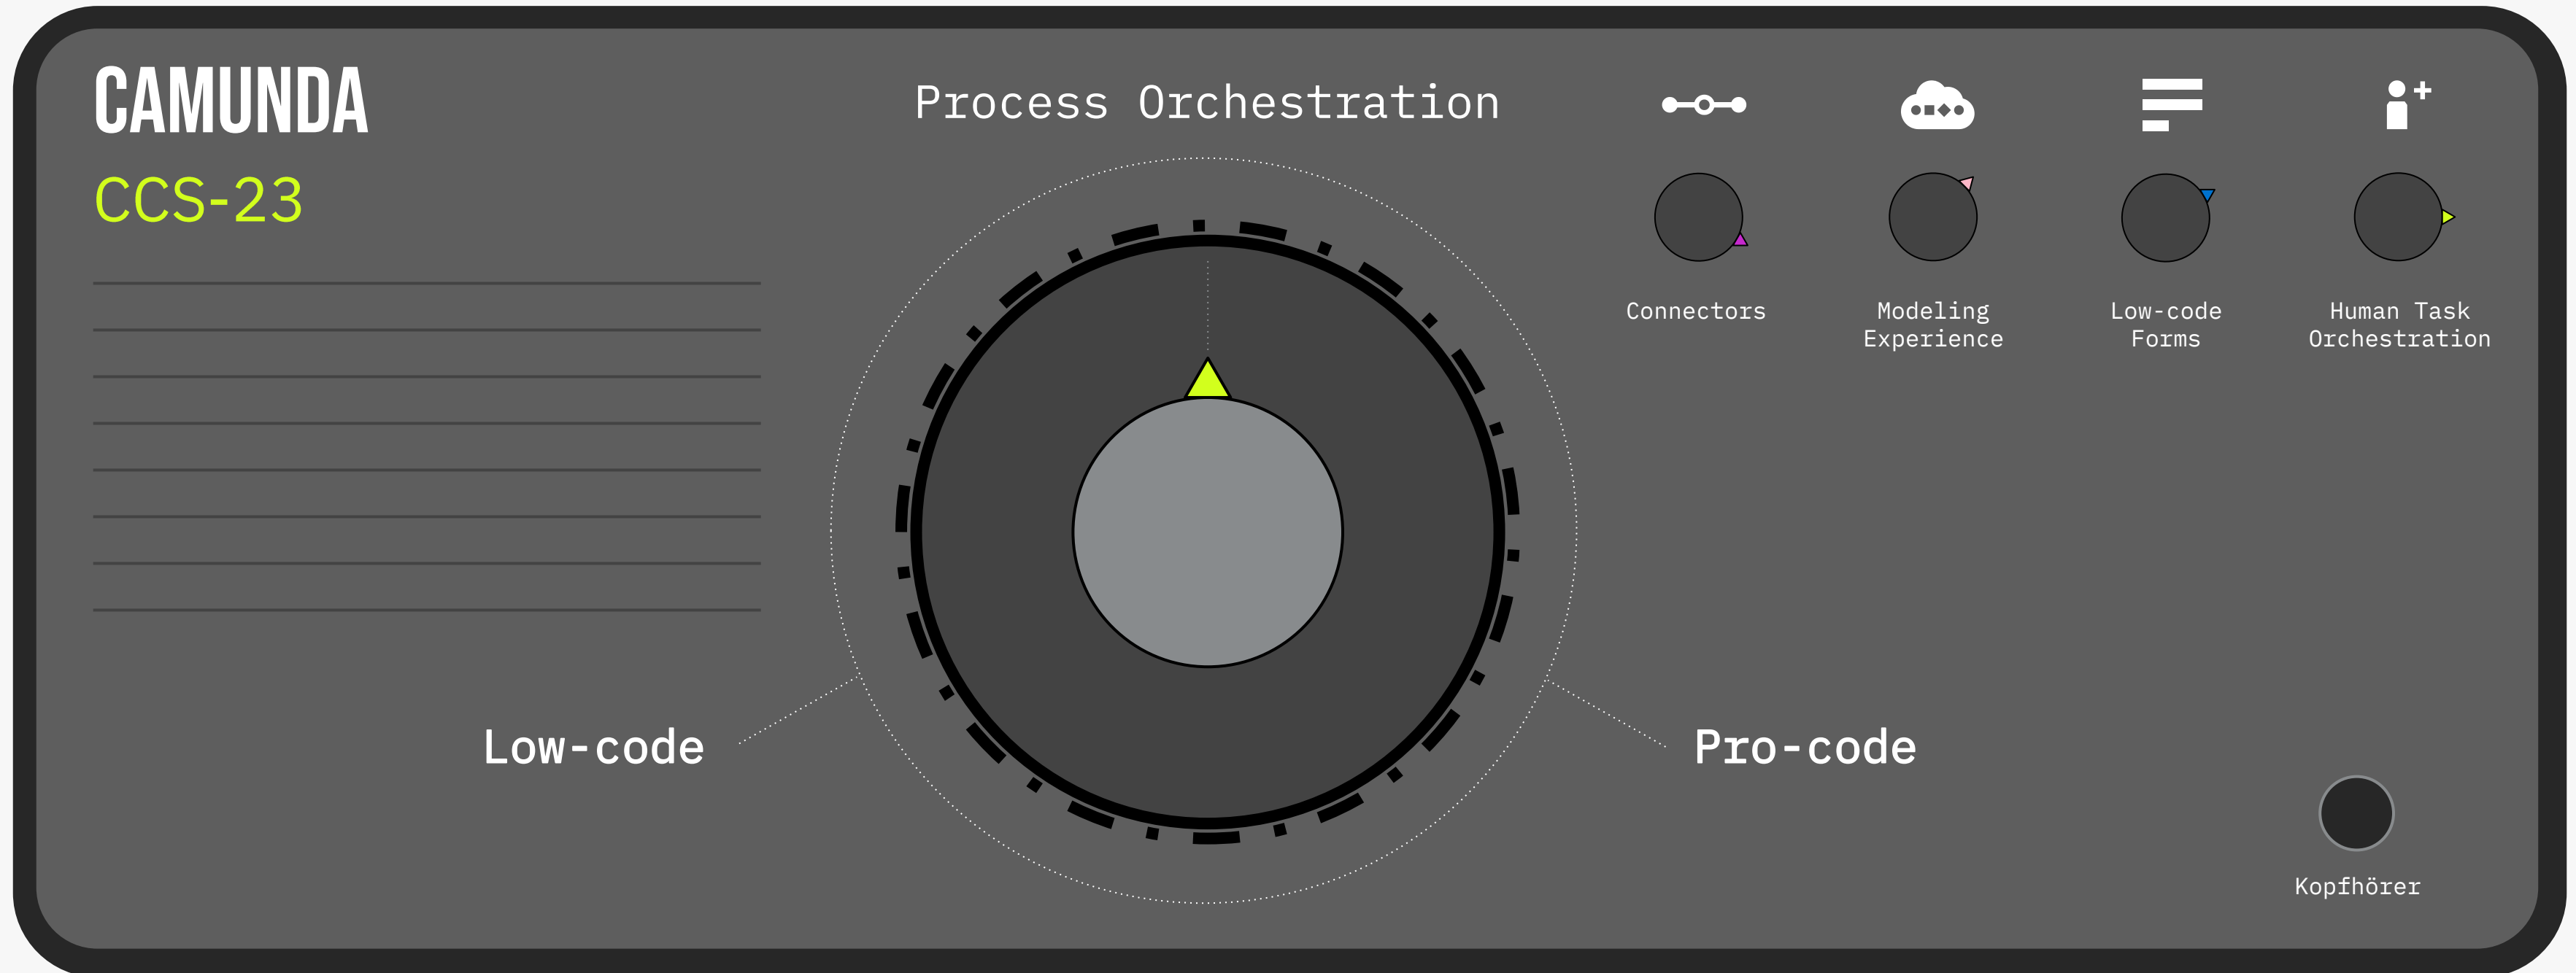 CAMUNDA
CCS-23
Process Orchestration
Connectors
Modeling
Experience
Low-code
Forms
Human Task
Orchestration
Low-code
Pro-code
Kopfhörer